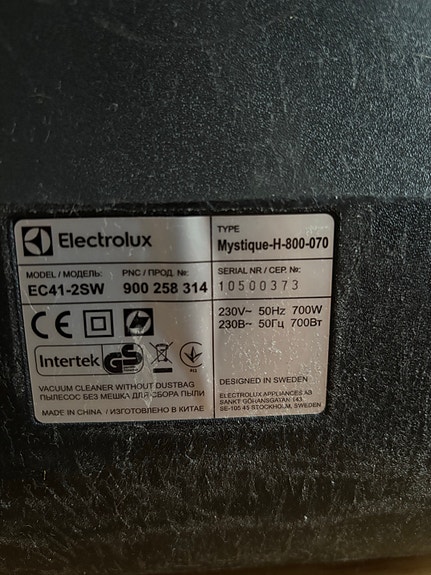 Electrolux
TYPE
Mystique-H-800-070
MODEL / МОДЕЛЬ:
EC41-2SW
PNC / ПРОД. №:
900 258 314
SERIAL NR / СЕР. №:
10500373
230V~ 50Hz 700W
230В~ 50Гц 700Вт
CE
Intertek
GS
VACUUM CLEANER WITHOUT DUSTBAG
ПЫЛЕСОС БЕЗ МЕШКА ДЛЯ СБОРА ПЫЛИ
MADE IN CHINA / ИЗГОТОВЛЕНО В КИТАЕ
DESIGNED IN SWEDEN
ELECTROLUX APPLIANCES AB
SANKT GÖRANSGATAN 143,
SE-105 45 STOCKHOLM, SWEDEN